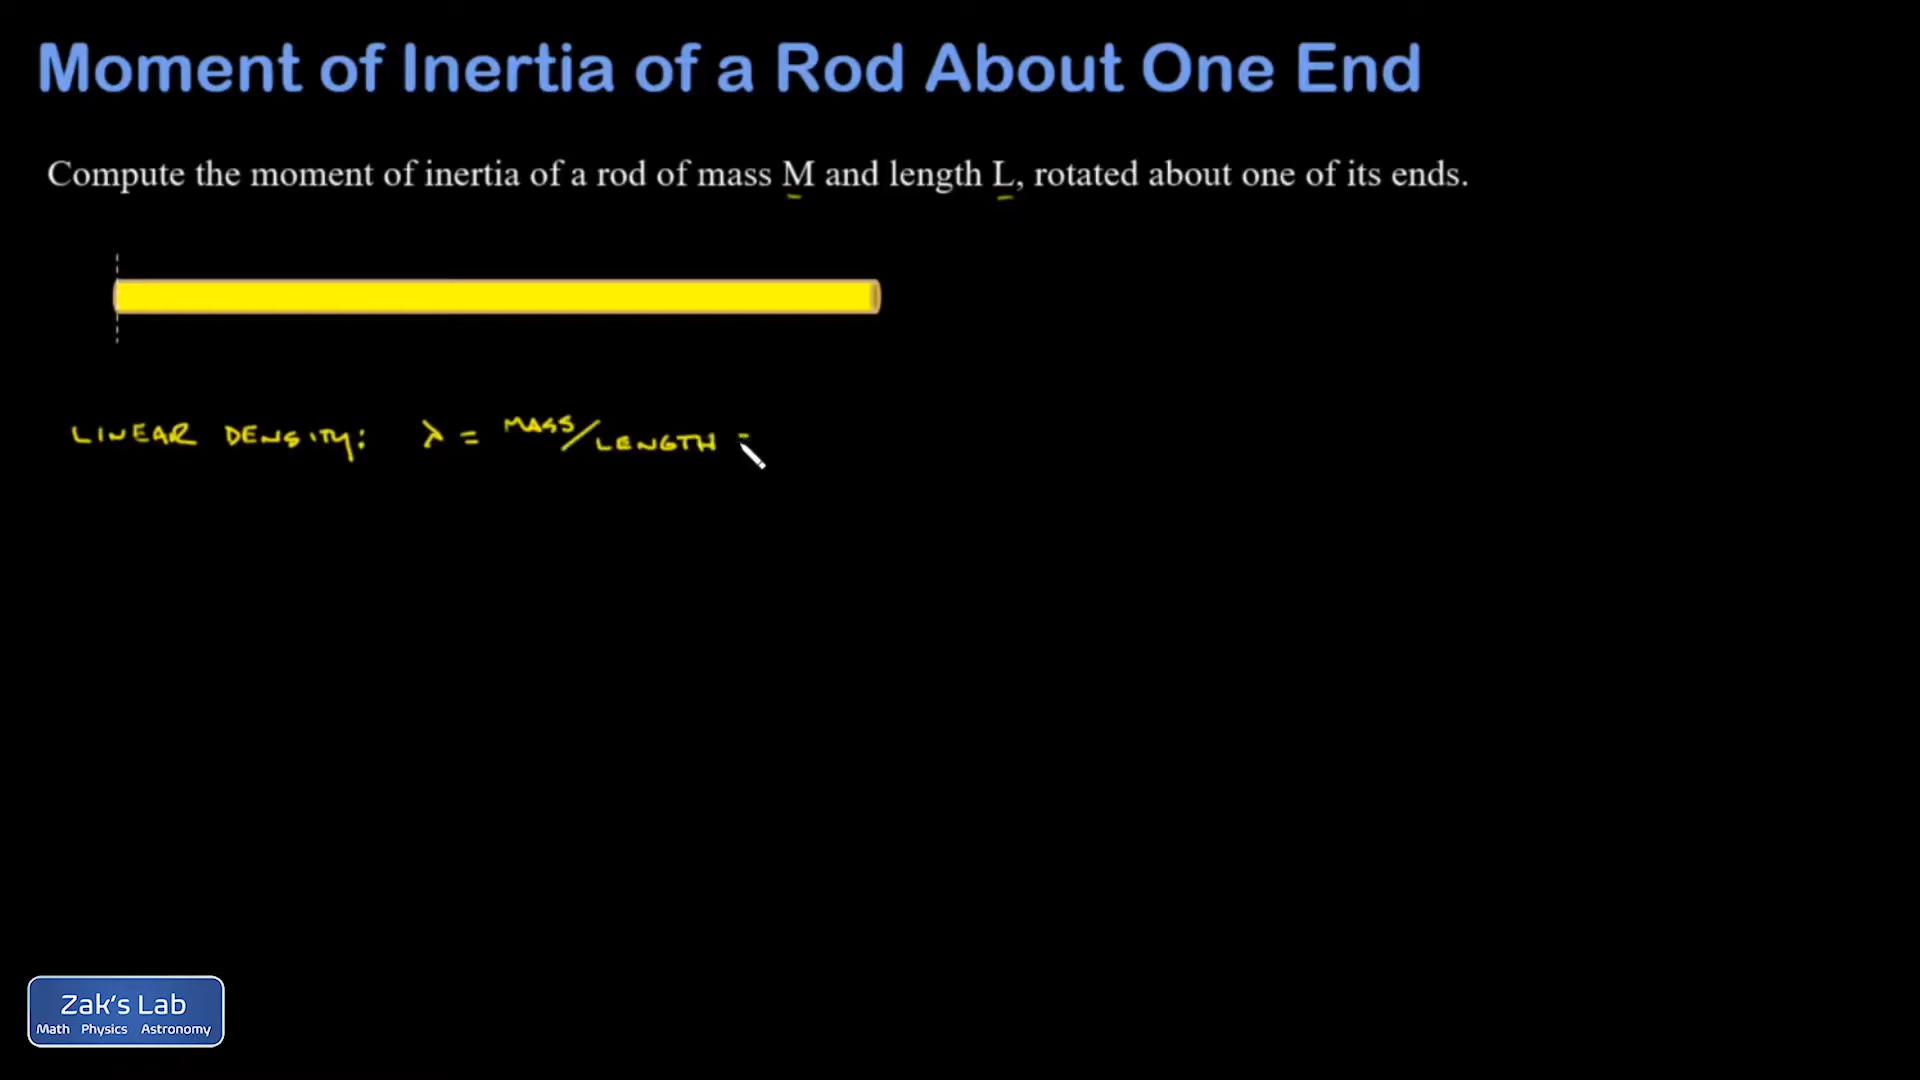 Moment of Inertia of a Rod About One End
Compute the moment of inertia of a rod of mass M and length L, rotated about one of its ends.
LINEAR DENSITY: λ = MASS/LENGTH =
Zak's Lab
Math Physics Astronomy